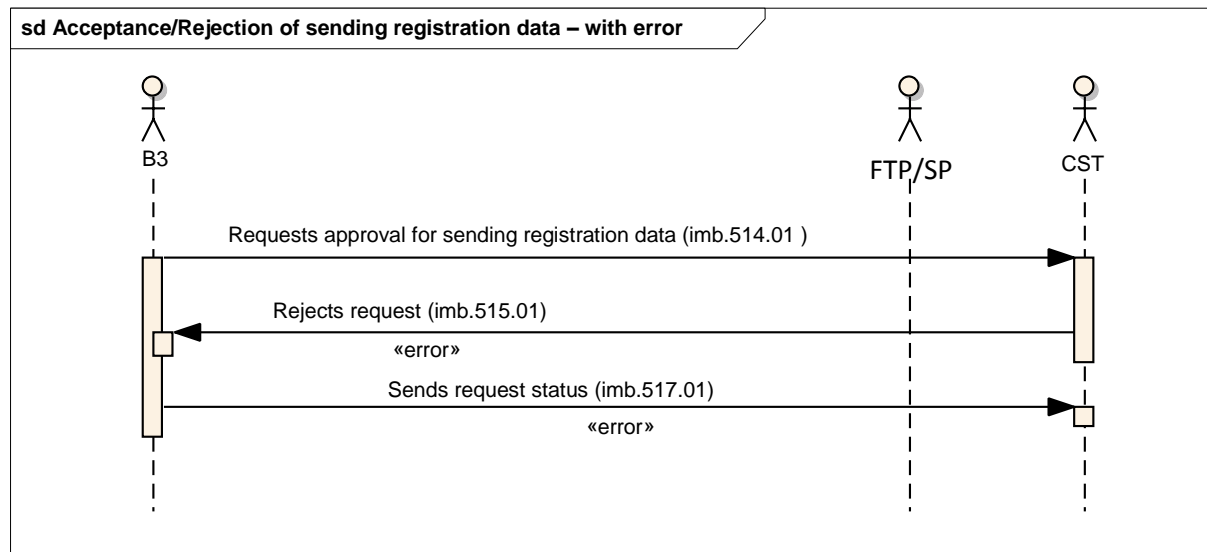 sd Acceptance/Rejection of sending registration data – with error
B3
FTP/SP
CST
Requests approval for sending registration data (imb.514.01 )
Rejects request (imb.515.01)
«error»
Sends request status (imb.517.01)
«error»